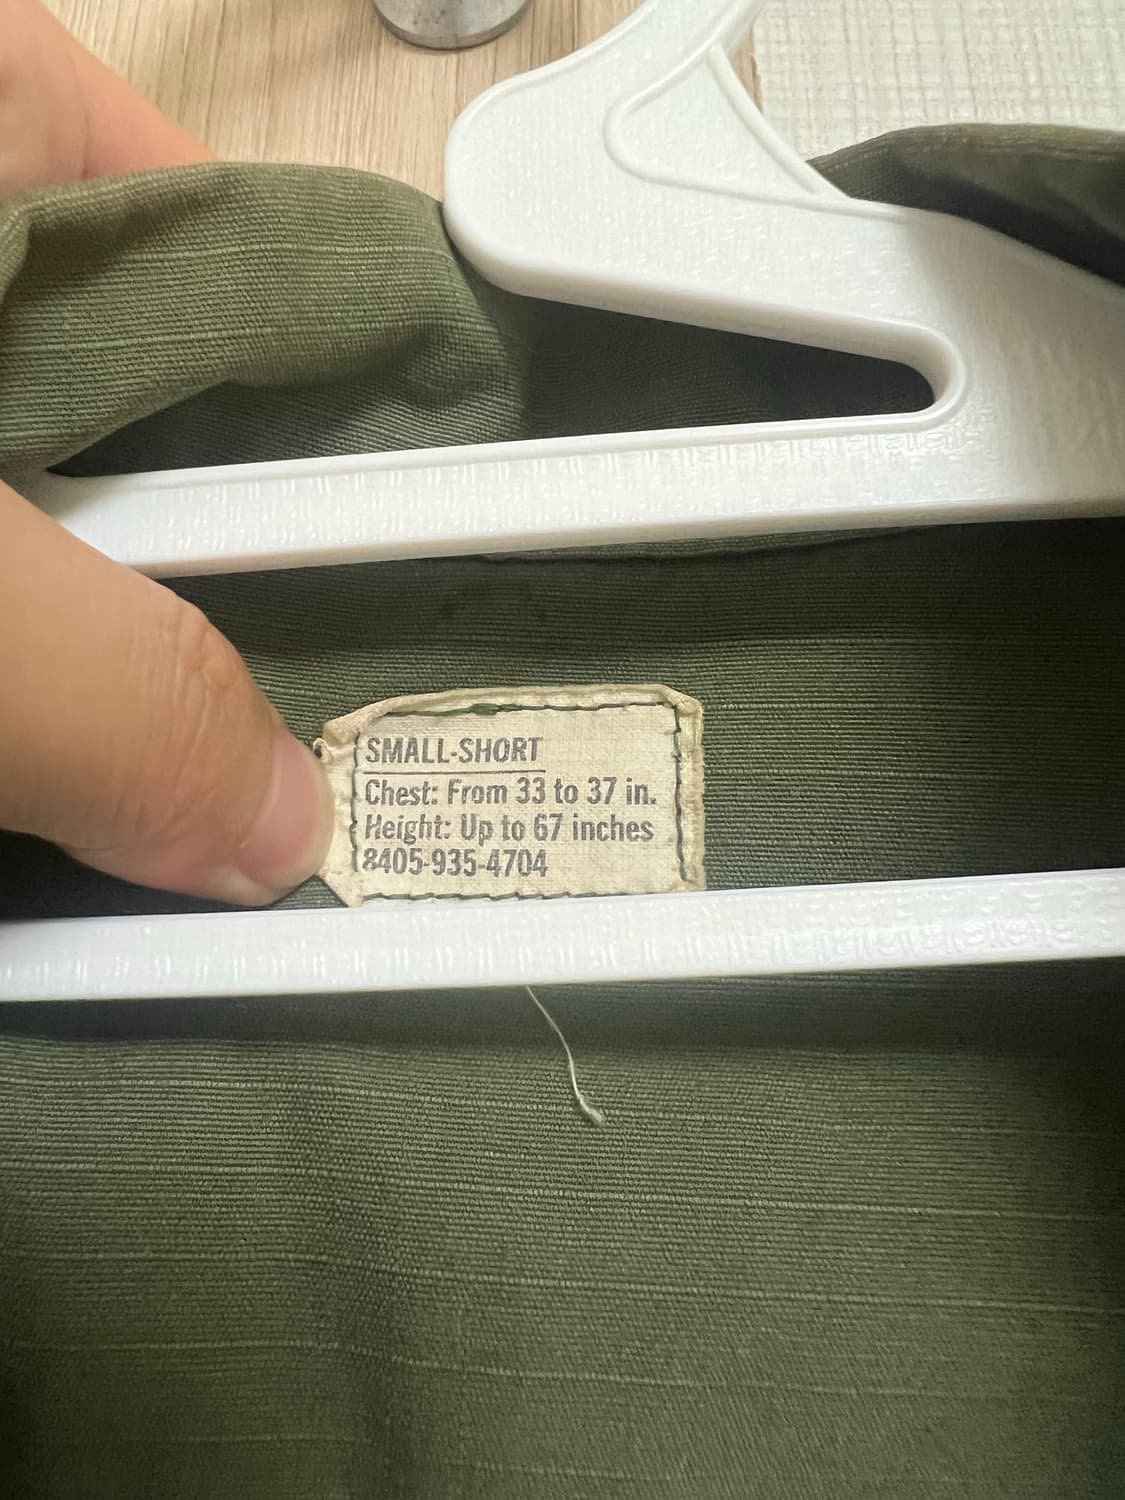 SMALL-SHORT
Chest: From 33 to 37 in.
Height: Up to 67 inches
8405-935-4704